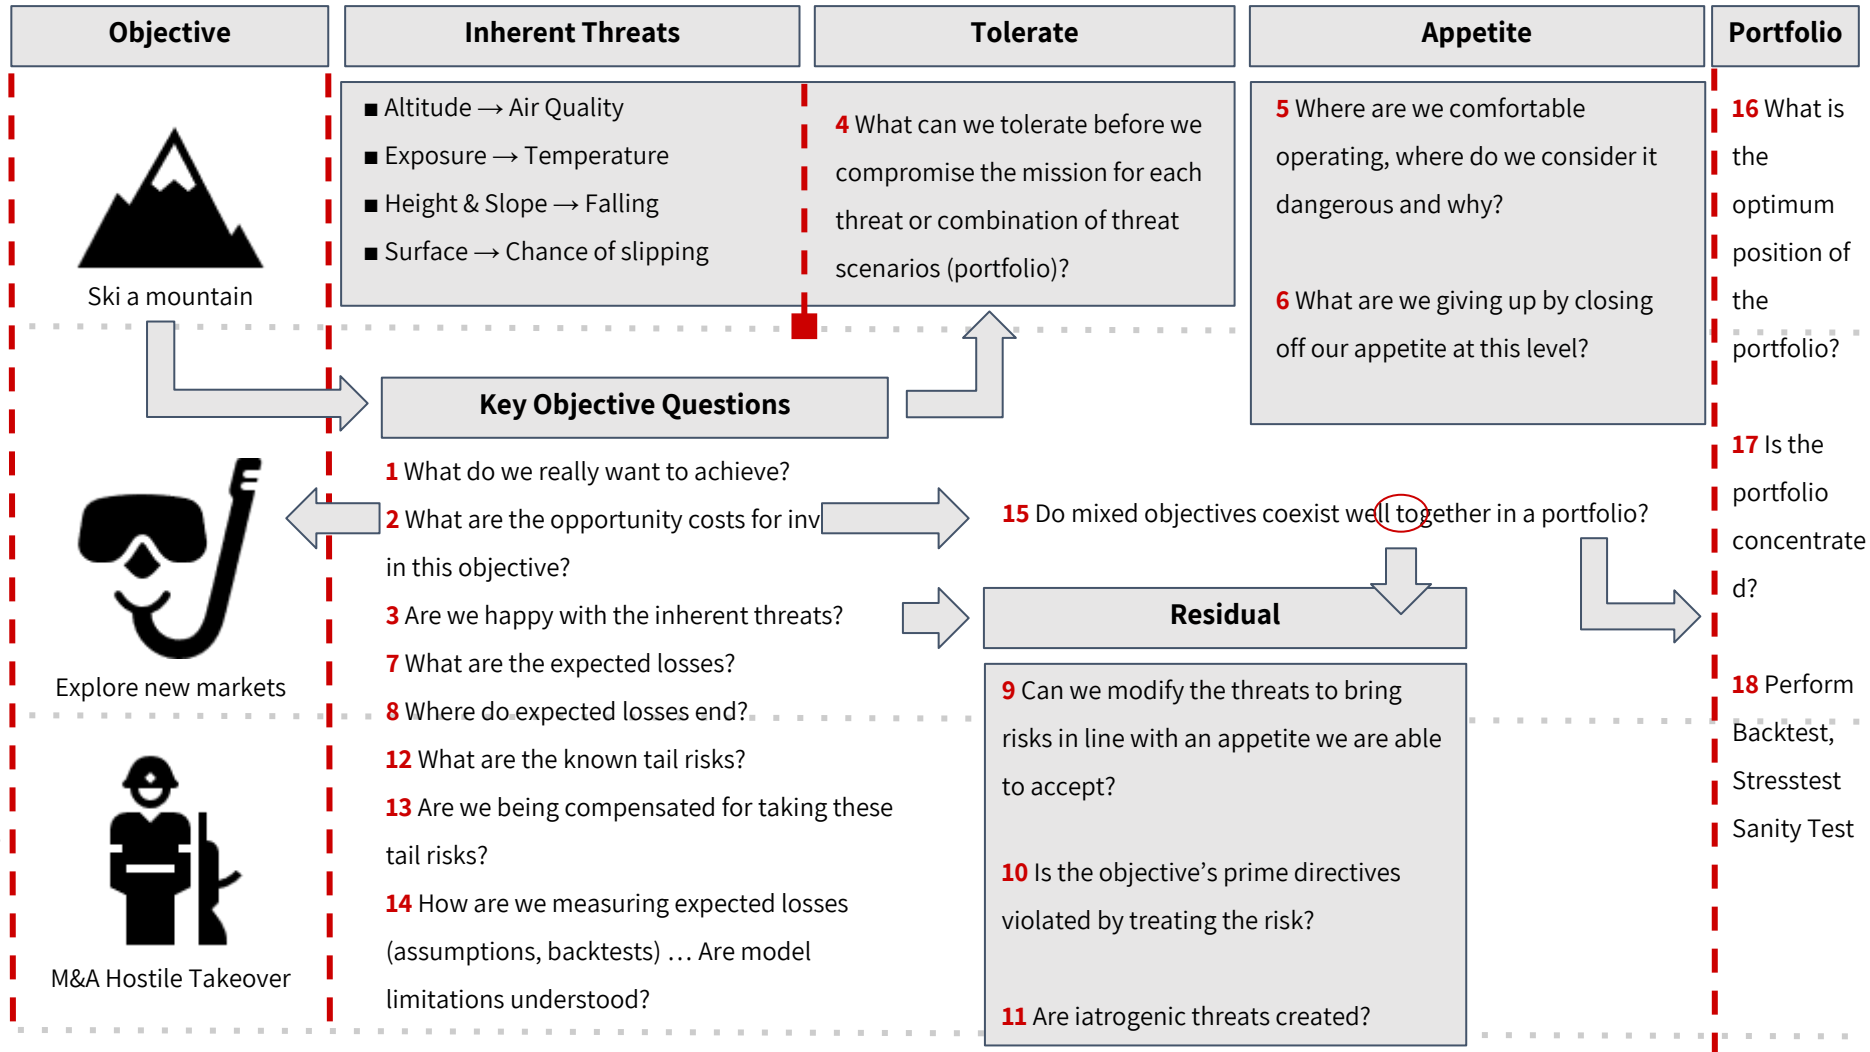 Objective
Inherent Threats
Tolerate
Appetite
Portfolio
Ski a mountain
■ Altitude → Air Quality
■ Exposure → Temperature
■ Height & Slope → Falling
■ Surface → Chance of slipping
4 What can we tolerate before we
compromise the mission for each
threat or combination of threat
scenarios (portfolio)?
5 Where are we comfortable
operating, where do we consider it
dangerous and why?
6 What are we giving up by closing
off our appetite at this level?
Key Objective Questions
1 What do we really want to achieve?
2 What are the opportunity costs for inv
in this objective?
3 Are we happy with the inherent threats?
7 What are the expected losses?
8 Where do expected losses end?
12 What are the known tail risks?
13 Are we being compensated for taking these
tail risks?
14 How are we measuring expected losses
(assumptions, backtests) … Are model
limitations understood?
Explore new markets
M&A Hostile Takeover
15 Do mixed objectives coexist well together in a portfolio?
Residual
9 Can we modify the threats to bring
risks in line with an appetite we are able
to accept?
10 Is the objective’s prime directives
violated by treating the risk?
11 Are iatrogenic threats created?
16 What is
the
optimum
position of
the
portfolio?
17 Is the
portfolio
concentrate
d?
18 Perform
Backtest,
Stresstest
Sanity Test